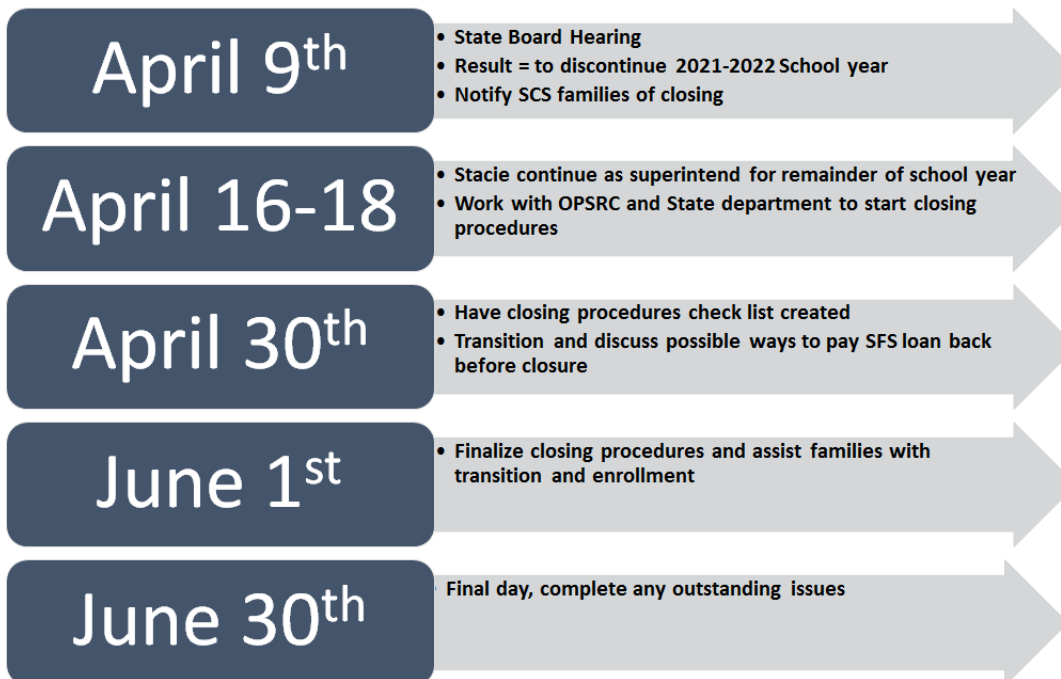 April 9th
• State Board Hearing
• Result = to discontinue 2021-2022 School year
• Notify SCS families of closing
April 16-18
• Stacie continue as superintend for remainder of school year
• Work with OPSRC and State department to start closing
procedures
April 30th
• Have closing procedures check list created
• Transition and discuss possible ways to pay SFS loan back
before closure
June 1st
• Finalize closing procedures and assist families with
transition and enrollment
June 30th
• Final day, complete any outstanding issues